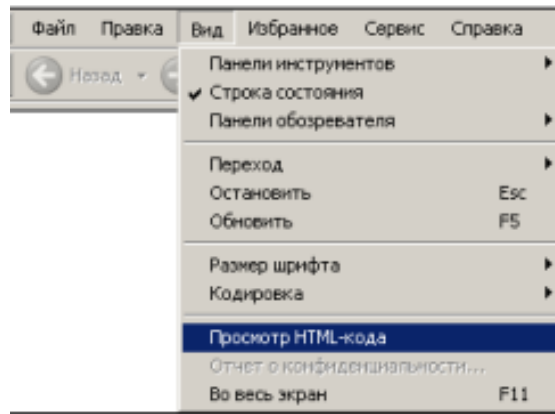 Файл Правка Вид Избранное Сервис Справка
Назад
Панели инструментов
Строка состояния
Панели обозревателя
Переход
Остановить Esc
Обновить F5
Размер шрифта
Кодировка
Просмотр HTML-кода
Отчет о конфиденциальности...
Во весь экран F11